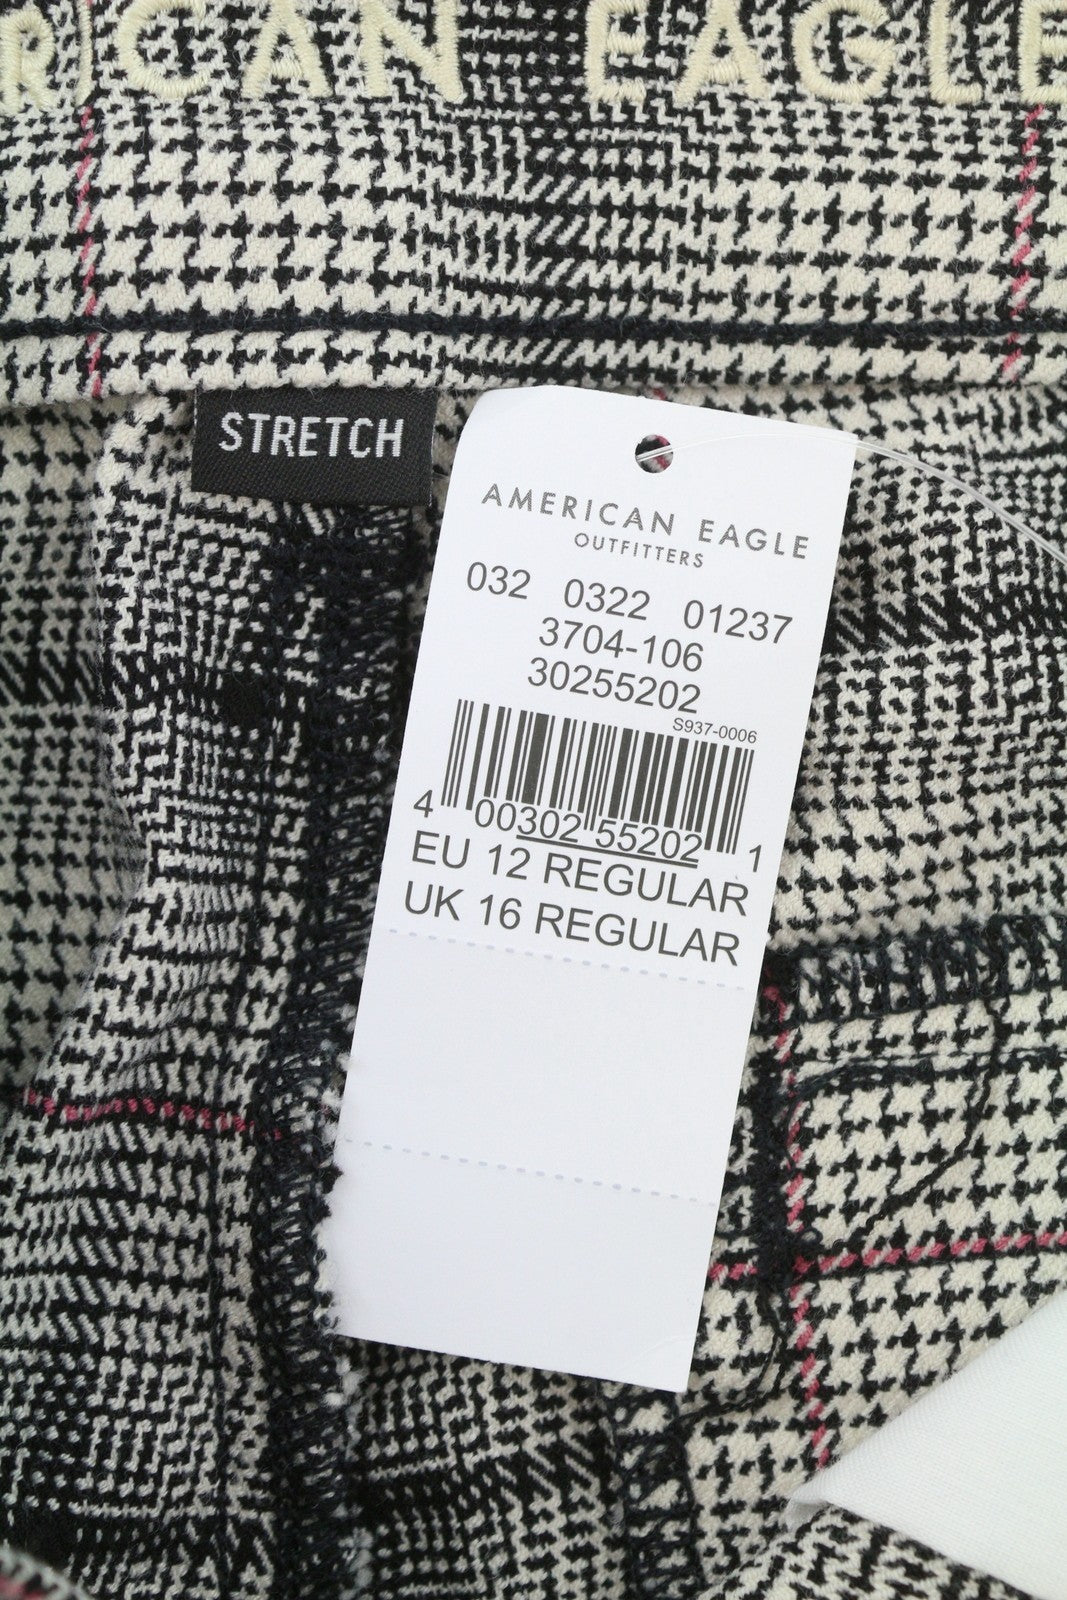 RICAN EAGLE
STRETCH
AMERICAN EAGLE
OUTFITTERS
032 0322 01237
3704-106
30255202
S937-0006
4 00302 55202 1
EU 12 REGULAR
UK 16 REGULAR